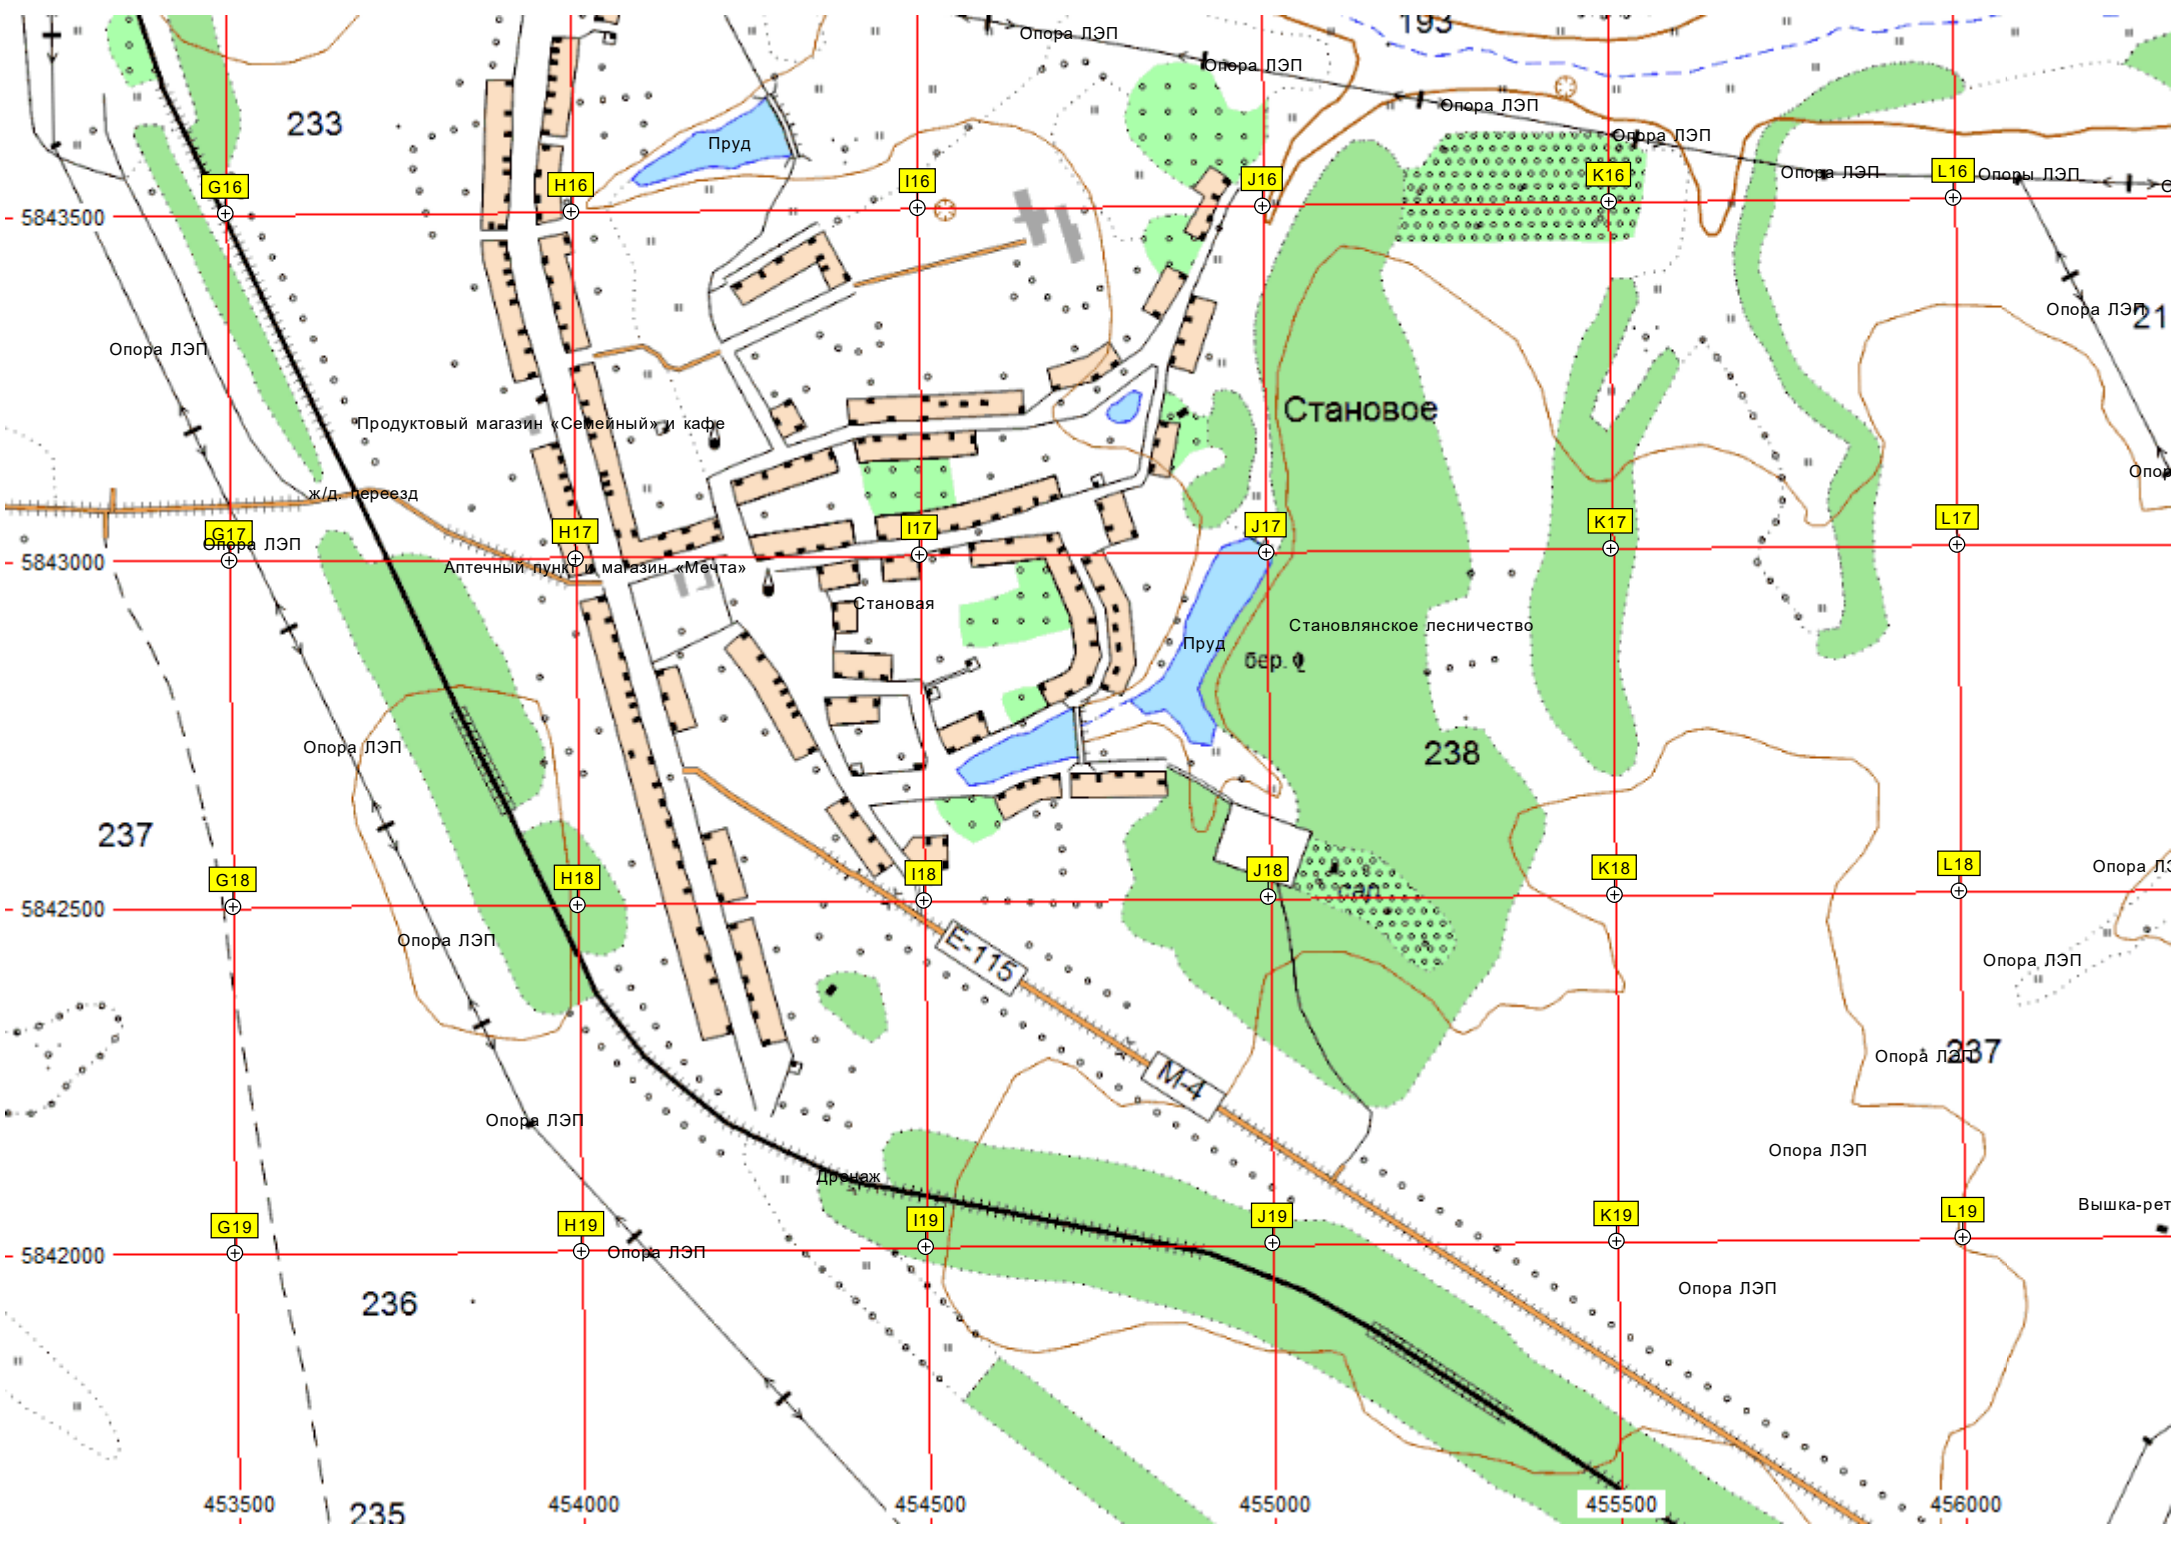 193
Опора ЛЭП
Опора ЛЭП
Опора ЛЭП
Опора ЛЭП
233
Пруд
G16
H16
I16
J16
K16
Опора ЛЭП
L16
Опоры ЛЭП
5843500
Опора ЛЭП
21
Опора ЛЭП
Становое
Продуктовый магазин «Семейный» и кафе
ж/д. переезд
G17
H17
I17
J17
K17
L17
Опора ЛЭП
5843000
Аптечный пункт и магазин «Мечта»
Становая
Становлянское лесничество
Пруд
бер.
Опора ЛЭП
238
237
G18
H18
I18
J18
K18
L18
сад
5842500
Опора ЛЭП
E-115
Опора ЛЭП
Опора ЛЭП
237
М-4
Опора ЛЭП
Опора ЛЭП
Дренаж
Вышка-рет
G19
H19
I19
J19
K19
L19
5842000
Опора ЛЭП
Опора ЛЭП
236
235
453500
454000
454500
455000
455500
456000